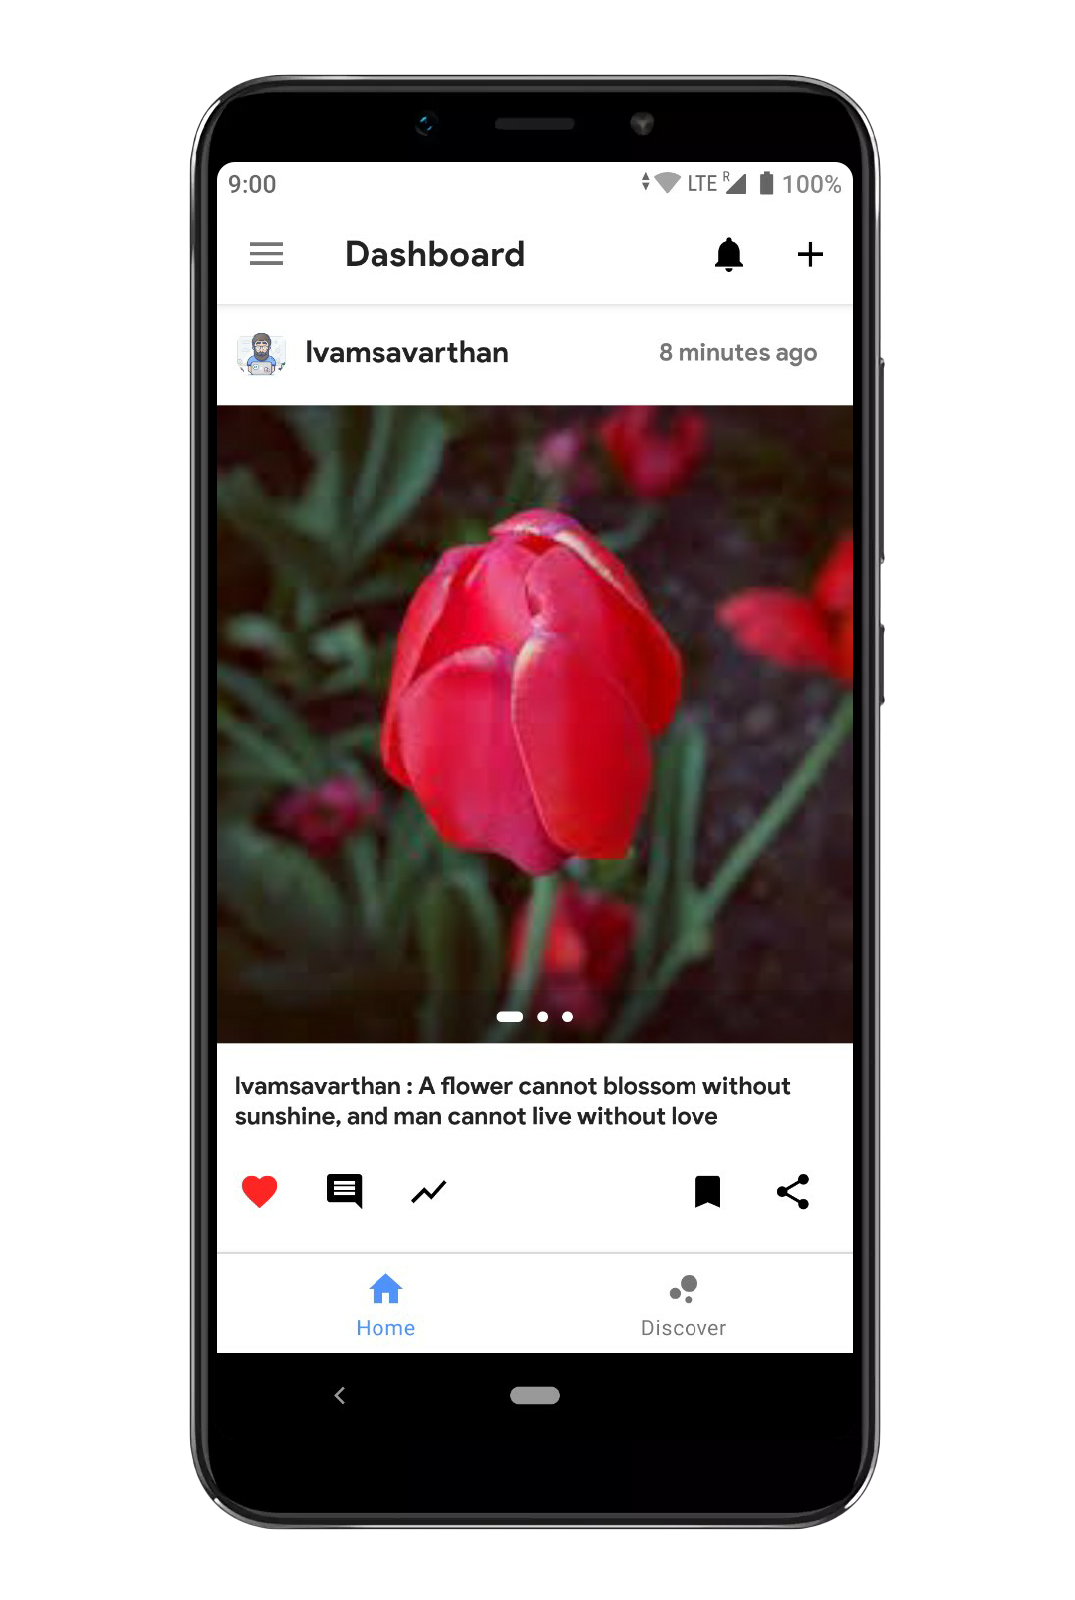 9:00 LTE R 100%
Dashboard
lvamsavarthan 8 minutes ago
lvamsavarthan : A flower cannot blossom without
sunshine, and man cannot live without love
Home Discover